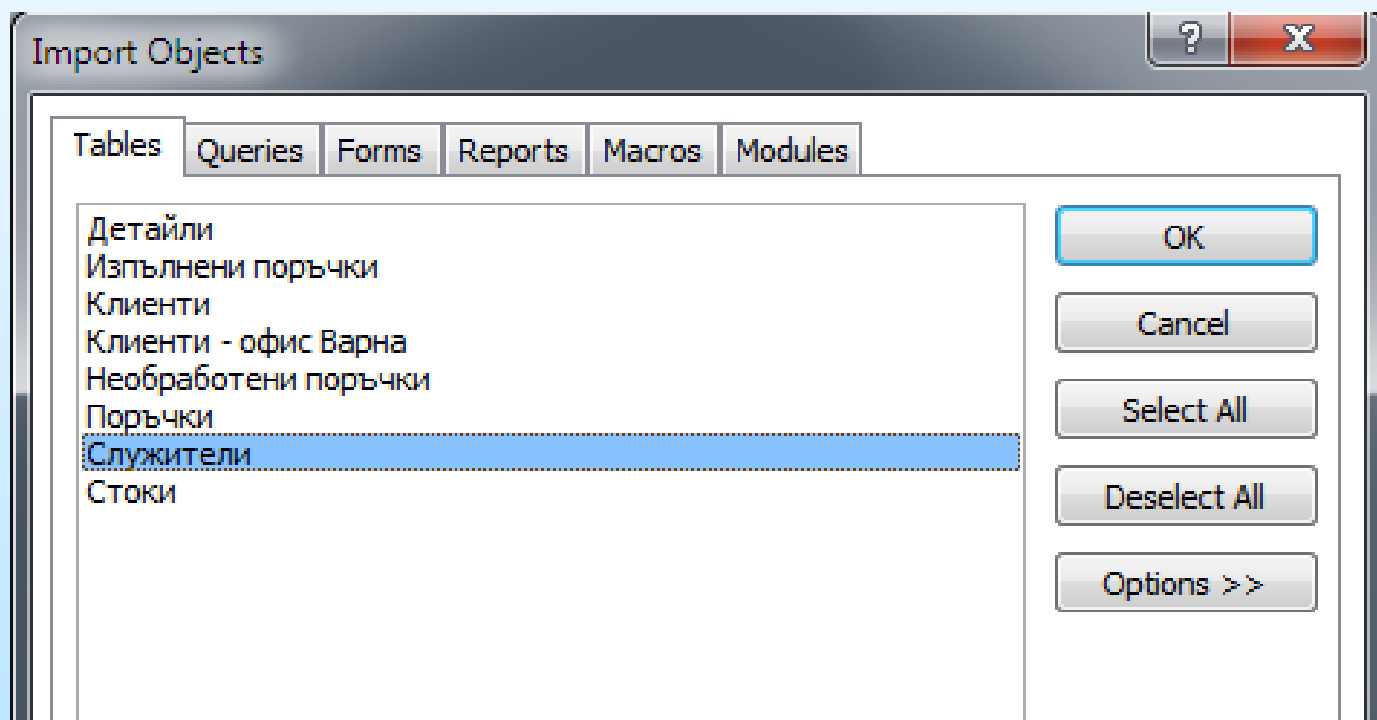 Import Objects
?
X
Tables Queries Forms Reports Macros Modules
Детайли
Изпълнени поръчки
Клиенти
Клиенти - офис Варна
Необработени поръчки
Поръчки
Служители
Стоки
OK
Cancel
Select All
Deselect All
Options >>